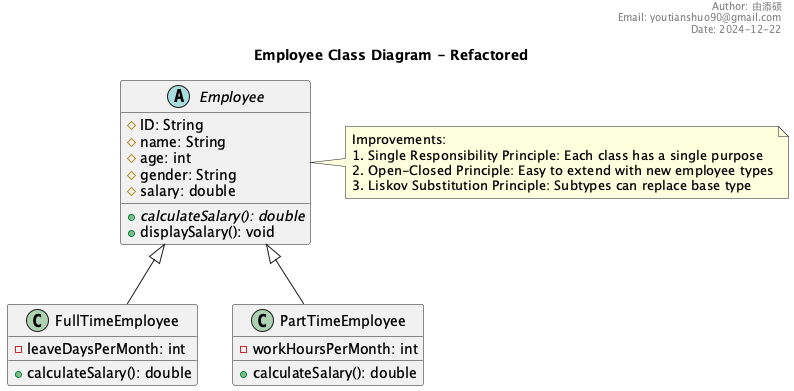 Author: 由添硕
Email: youtianshuo90@gmail.com
Date: 2024-12-22
Employee Class Diagram - Refactored
A Employee
ID: String
name: String
age: int
gender: String
salary: double
calculateSalary(): double
displaySalary(): void
Improvements:
1. Single Responsibility Principle: Each class has a single purpose
2. Open-Closed Principle: Easy to extend with new employee types
3. Liskov Substitution Principle: Subtypes can replace base type
C FullTimeEmployee
leaveDaysPerMonth: int
calculateSalary(): double
C PartTimeEmployee
workHoursPerMonth: int
calculateSalary(): double